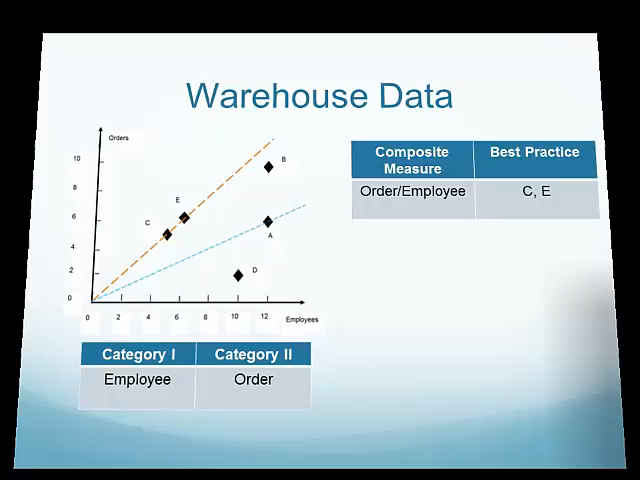 Warehouse Data
Orders
10
8
6
4
2
0
B
E
C
A
D
0 2 4 6 8 10 12
Employees
Composite Measure Best Practice
Order/Employee C, E
Category I Category II
Employee Order